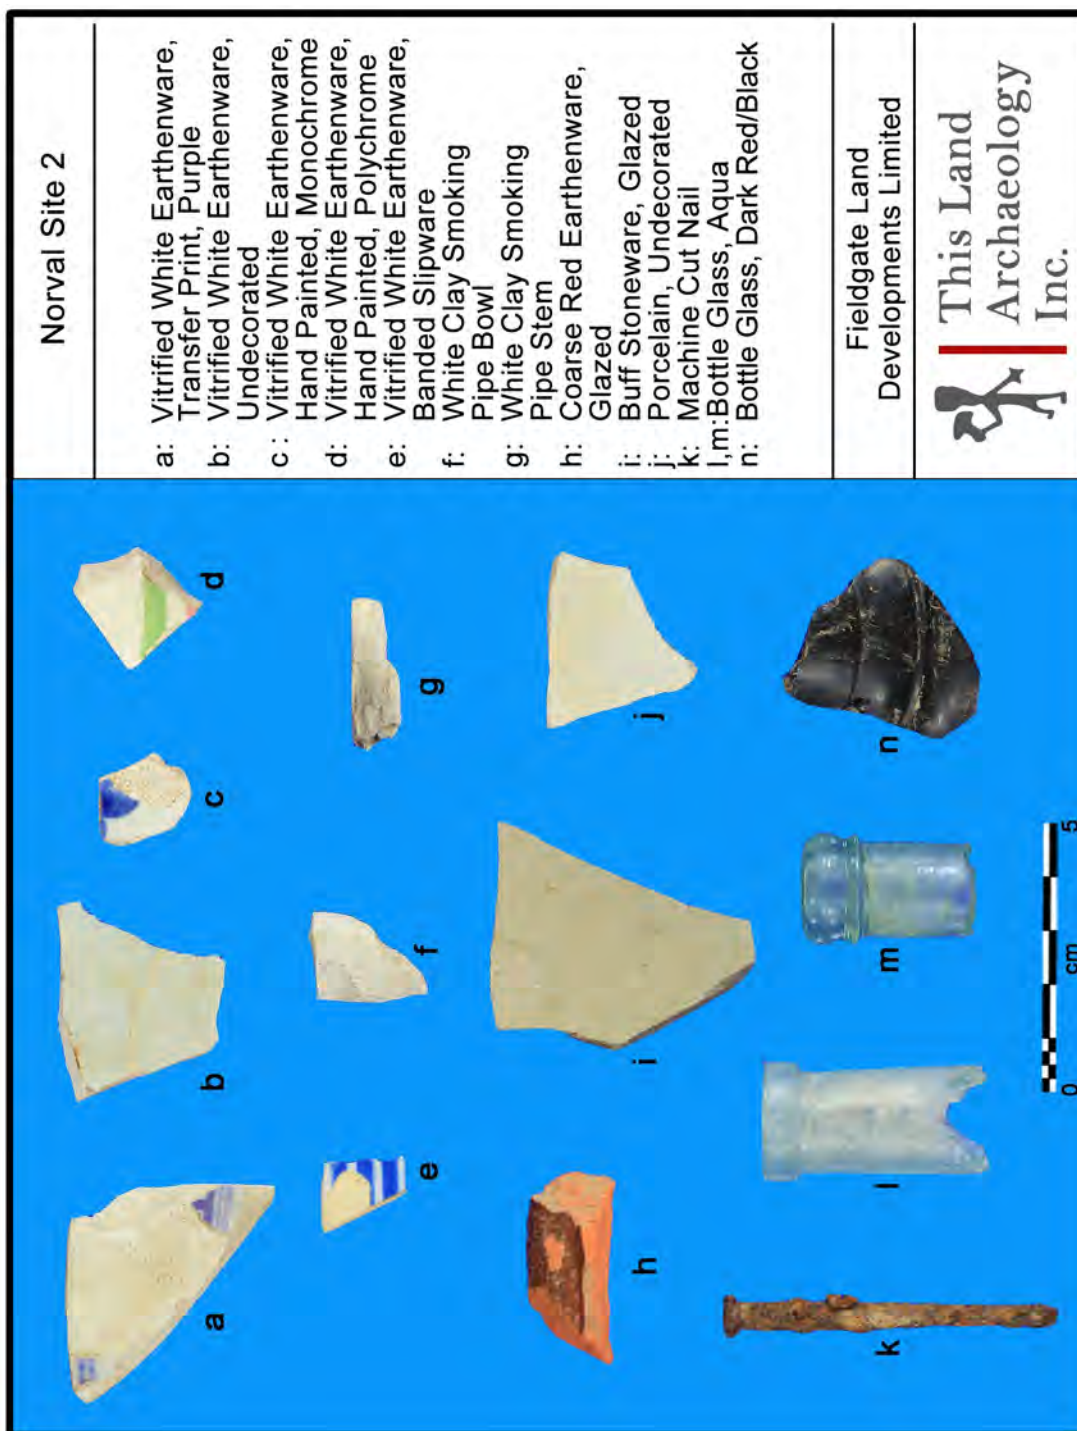 Norval Site 2
a: Vitrified White Earthenware,
Transfer Print, Purple
b: Vitrified White Earthenware,
Undecorated
c: Vitrified White Earthenware,
Hand Painted, Monochrome
d: Vitrified White Earthenware,
Hand Painted, Polychrome
e: Vitrified White Earthenware,
Banded Slipware
f: White Clay Smoking
Pipe Bowl
g: White Clay Smoking
Pipe Stem
h: Coarse Red Earthenware,
Glazed
i: Buff Stoneware, Glazed
j: Porcelain, Undecorated
k: Machine Cut Nail
l,m:Bottle Glass, Aqua
n: Bottle Glass, Dark Red/Black
Fieldgate Land
Developments Limited
This Land
Archaeology
Inc.
a
b
c
d
e
f
g
h
i
j
k
l
m
n
0 cm 5